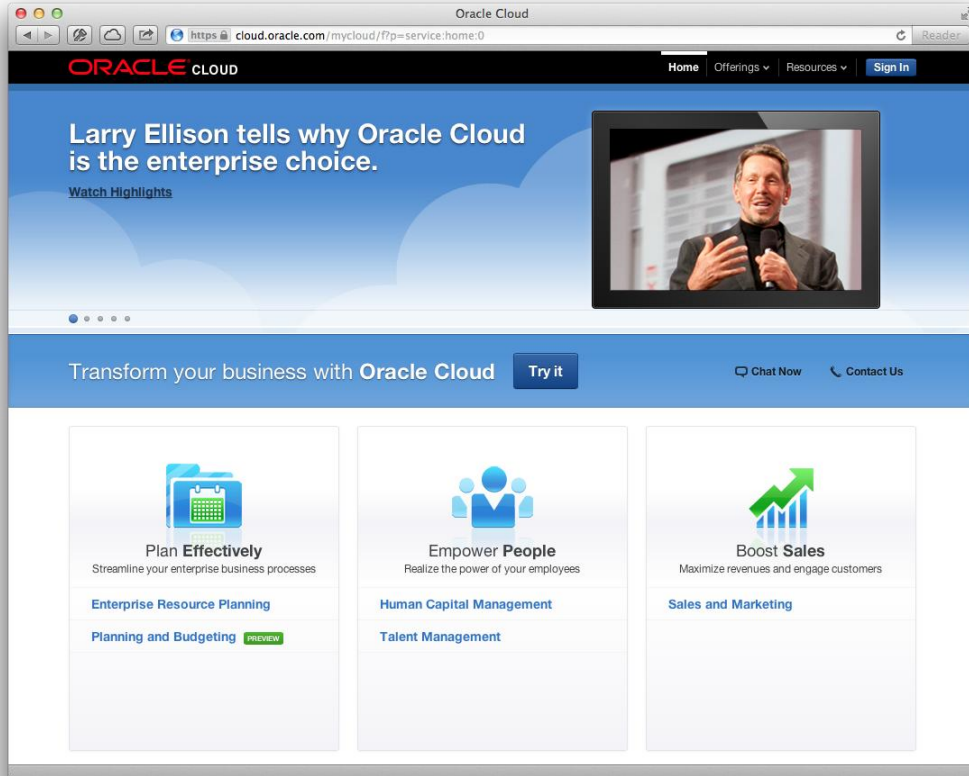 Oracle Cloud
https cloud.oracle.com/mycloud/f?p=service:home:0
Reader
ORACLE CLOUD
Home Offerings Resources Sign In
Larry Ellison tells why Oracle Cloud
is the enterprise choice.
Watch Highlights
Transform your business with Oracle Cloud Try it Chat Now Contact Us
Plan Effectively
Streamline your enterprise business processes
Enterprise Resource Planning
Planning and Budgeting PREVIEW
Empower People
Realize the power of your employees
Human Capital Management
Talent Management
Boost Sales
Maximize revenues and engage customers
Sales and Marketing